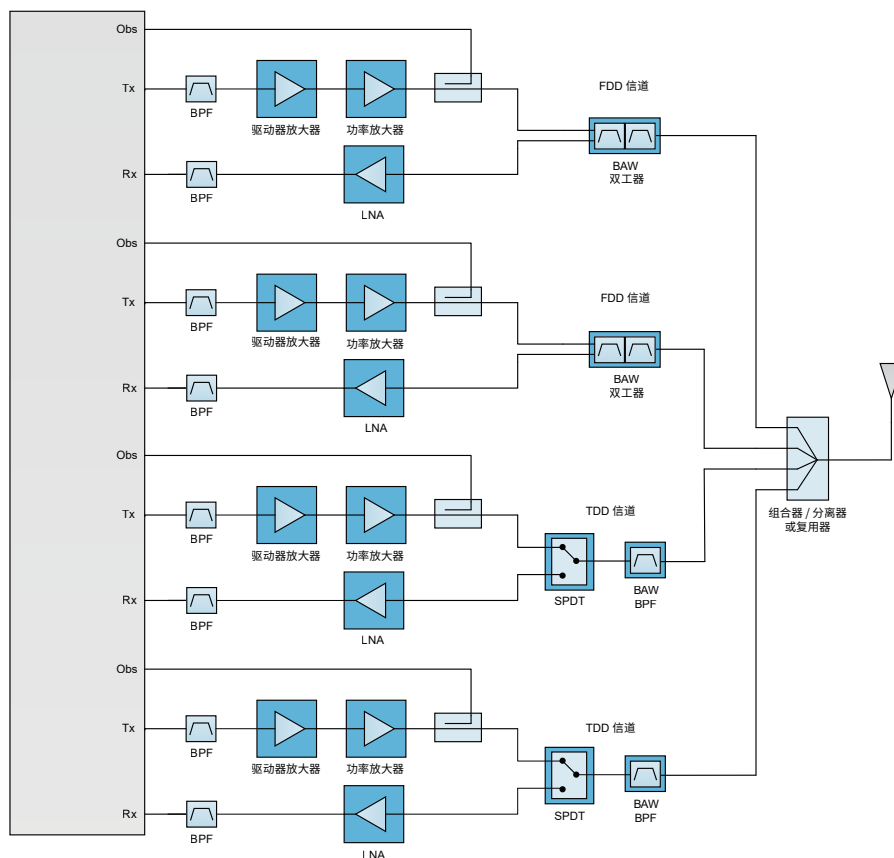 Obs
Tx
BPF
驱动器放大器
功率放大器
FDD 信道
BAW
双工器
Rx
BPF
LNA
Obs
Tx
BPF
驱动器放大器
功率放大器
FDD 信道
BAW
双工器
Rx
BPF
LNA
Obs
Tx
BPF
驱动器放大器
功率放大器
TDD 信道
组合器 / 分离器
或复用器
SPDT
BAW
BPF
Rx
BPF
LNA
Obs
Tx
BPF
驱动器放大器
功率放大器
TDD 信道
SPDT
BAW
BPF
Rx
BPF
LNA